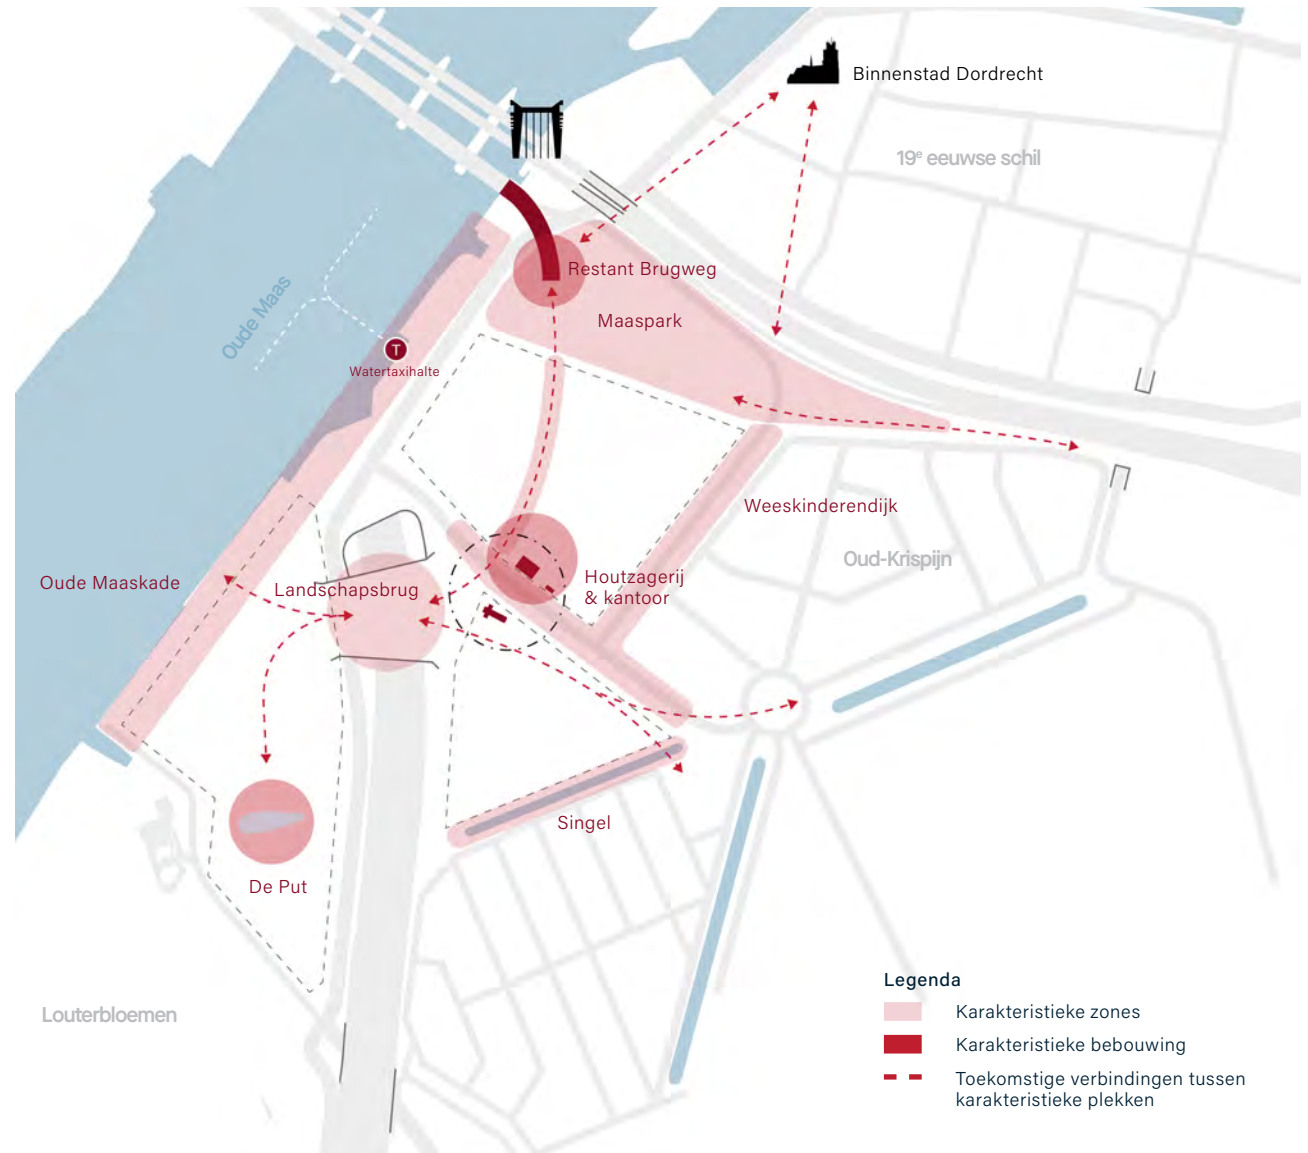 Binnenstad Dordrecht
19e eeuwse schil
Restant Brugweg
Maaspark
Oude Maas
T
Watertaxihalte
Weeskinderendijk
Oud-Krispijn
Oude Maaskade
Landschapsbrug
Houtzagerij
& kantoor
Singel
De Put
Louterbloemen
Legenda
Karakteristieke zones
Karakteristieke bebouwing
Toekomstige verbindingen tussen
karakteristieke plekken